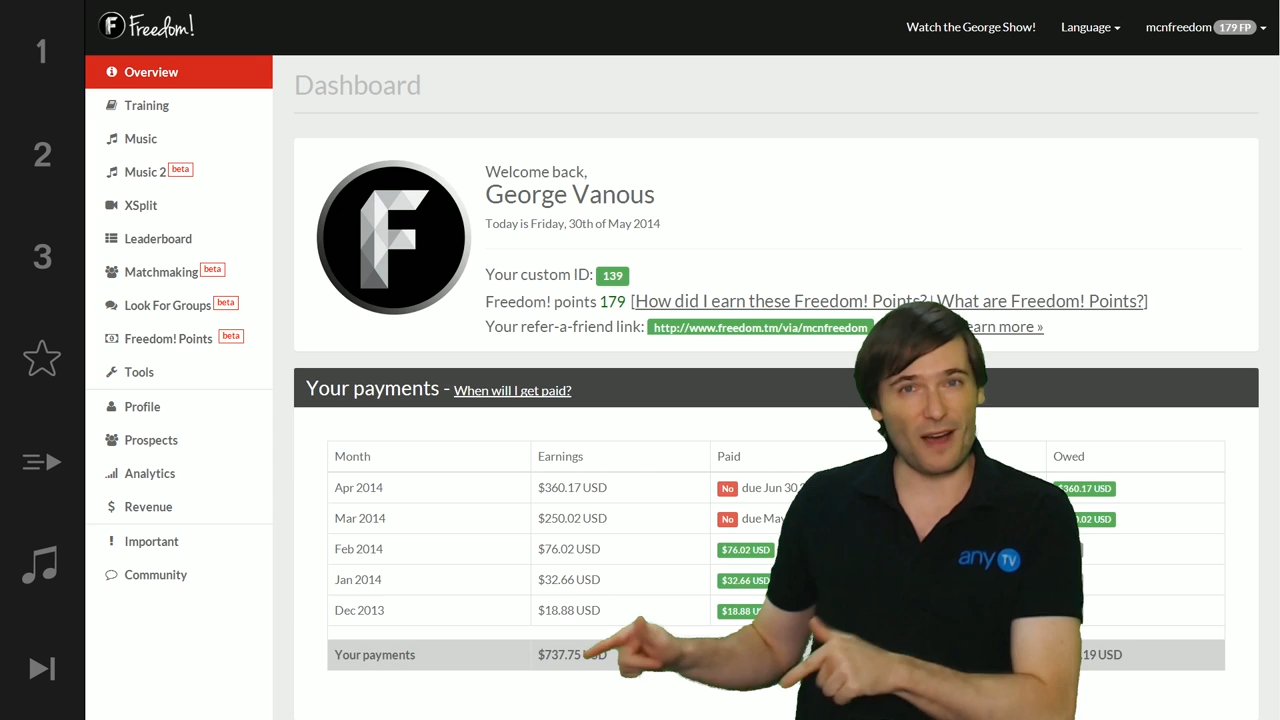 1
2
3
Freedom!
Watch the George Show! Language mcnfreedom 179 FP
Overview
Training
Music
Music 2 beta
XSplit
Leaderboard
Matchmaking beta
Look For Groups beta
Freedom! Points beta
Tools
Profile
Prospects
Analytics
$ Revenue
! Important
Community
Dashboard
F
Welcome back,
George Vanous
Today is Friday, 30th of May 2014
Your custom ID: 139
Freedom! points 179 [How did I earn these Freedom! Points? | What are Freedom! Points?]
Your refer-a-friend link: http://www.freedom.tm/via/mcnfreedom earn more »
Your payments - When will I get paid?
Month Earnings Paid Owed
Apr 2014 $360.17 USD No due Jun 30 $360.17 USD
Mar 2014 $250.02 USD No due May 0.02 USD
Feb 2014 $76.02 USD $76.02 USD
Jan 2014 $32.66 USD $32.66 USD
Dec 2013 $18.88 USD $18.88 U
Your payments $737.75 USD .19 USD
anyTV